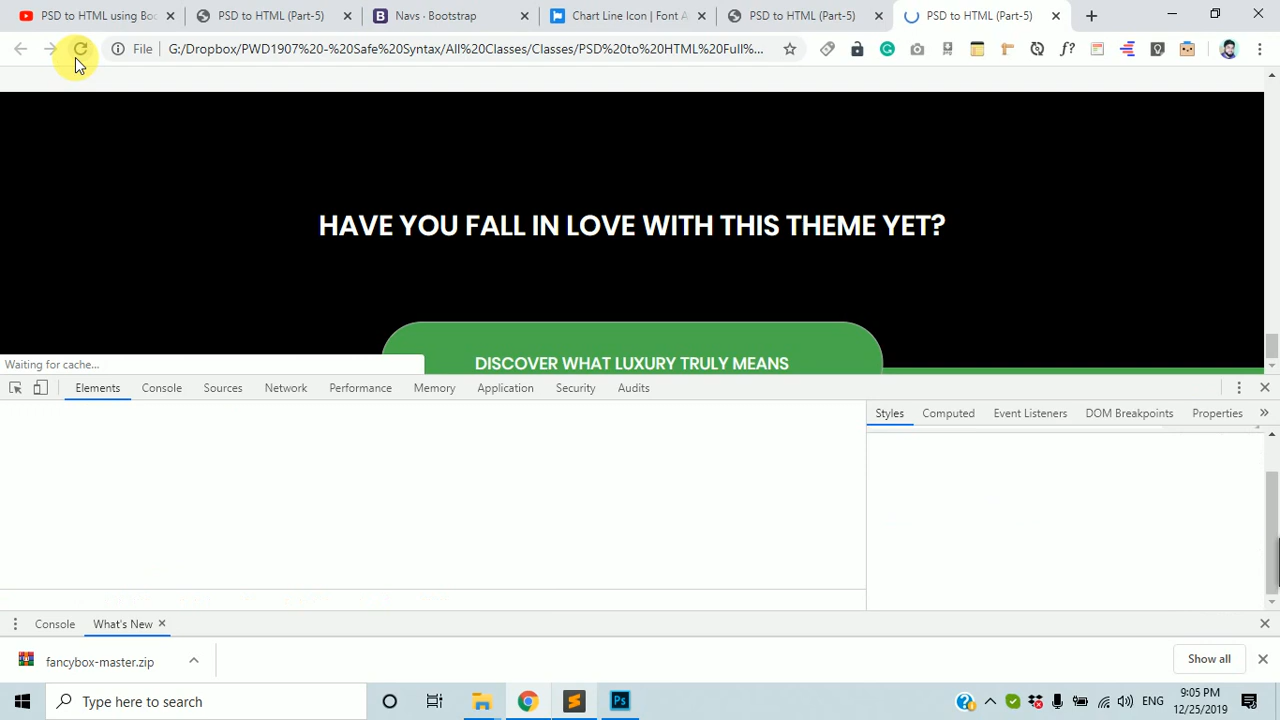 PSD to HTML using Boo
PSD to HTML (Part-5)
Navs · Bootstrap
Chart Line Icon | Font A
PSD to HTML (Part-5)
PSD to HTML (Part-5)
File
G:/Dropbox/PWD1907%20-%20Safe%20Synyx/All%20Classes/Classes/PSD%20to%20HTML%20Full%...
HAVE YOU FALL IN LOVE WITH THIS THEME YET?
DISCOVER WHAT LUXURY TRULY MEANS
Waiting for cache...
Elements Console Sources Network Performance Memory Application Security Audits
Styles Computed Event Listeners DOM Breakpoints Properties
Console What's New
fancybox-master.zip
Show all
Type here to search
ENG
9:05 PM
12/25/2019